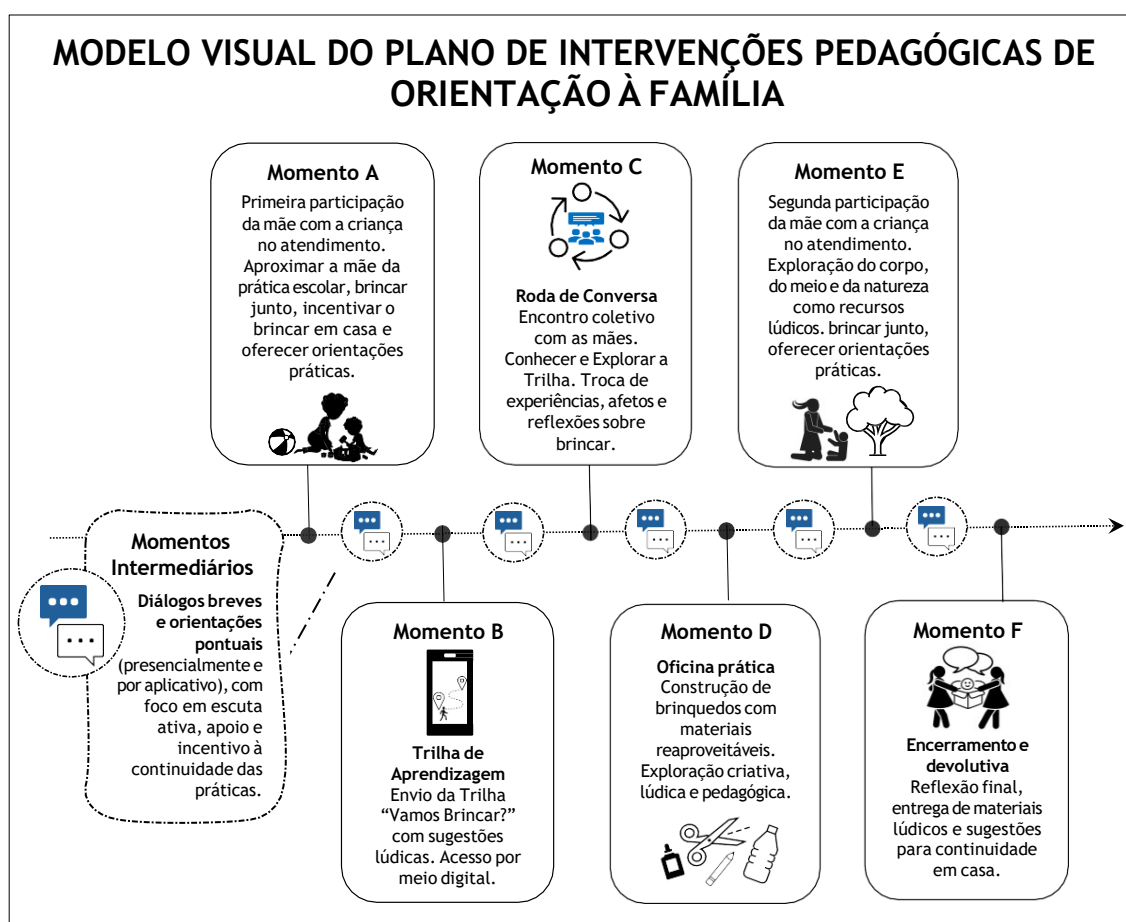 MODELO VISUAL DO PLANO DE INTERVENÇÕES PEDAGÓGICAS DE
ORIENTAÇÃO À FAMÍLIA
Momento A
Primeira participação
da mãe com a criança
no atendimento.
Aproximar a mãe da
prática escolar, brincar
junto, incentivar o
brincar em casa e
oferecer orientações
práticas.
Momento C
Roda de Conversa
Encontro coletivo
com as mães.
Conhecer e Explorar a
Trilha. Troca de
experiências, afetos e
reflexões sobre
brincar.
Momento E
Segunda participação
da mãe com a criança
no atendimento.
Exploração do corpo,
do meio e da natureza
como recursos
lúdicos. brincar junto,
oferecer orientações
práticas.
Momentos
Intermediários
Diálogos breves
e orientações
pontuais
(presencialmente e
por aplicativo), com
foco em escuta
ativa, apoio e
incentivo à
continuidade das
práticas.
Momento B
Trilha de
Aprendizagem
Envio da Trilha
“Vamos Brincar?”
com sugestões
lúdicas. Acesso por
meio digital.
Momento D
Oficina prática
Construção de
brinquedos com
materiais
reaproveitáveis.
Exploração criativa,
lúdica e pedagógica.
Momento F
Encerramento e
devolutiva
Reflexão final,
entrega de materiais
lúdicos e sugestões
para continuidade
em casa.